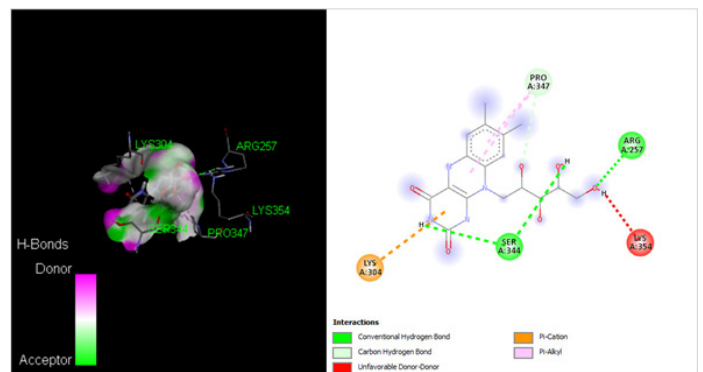 LYS304
ARG257
LYS354
SER344
PRO347
H-Bonds
Donor
Acceptor
PRO
A:347
ARG
A:257
SER
A:344
LYS
A:354
LYS
A:304
H
H
H
Interactions
Conventional Hydrogen Bond
Carbon Hydrogen Bond
Unfavorable Donor-Donor
Pi-Cation
Pi-Alkyl